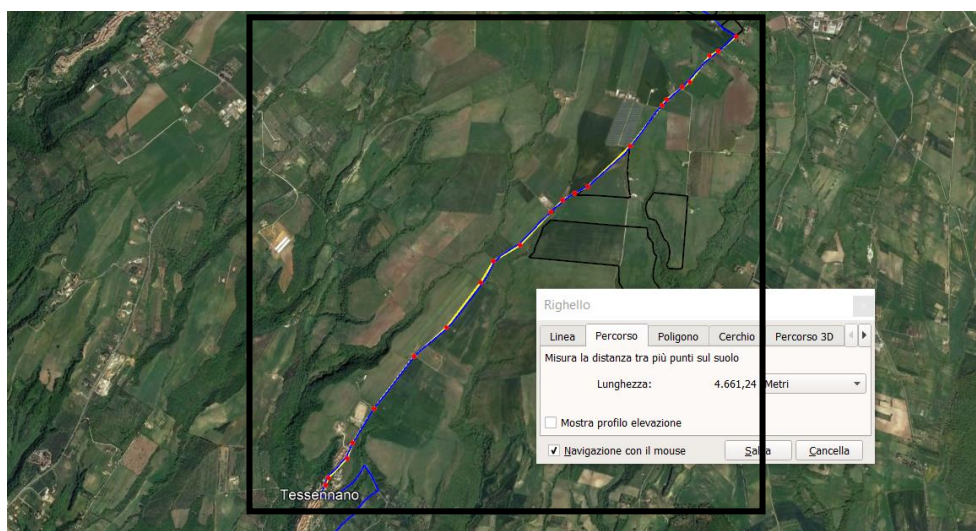 Righello
Linea Percorso Poligono Cerchio Percorso 3D
Misura la distanza tra più punti sul suolo
Lunghezza: 4.661,24 Metri
Mostra profilo elevazione
Navigazione con il mouse Salva Cancella
Tessennano